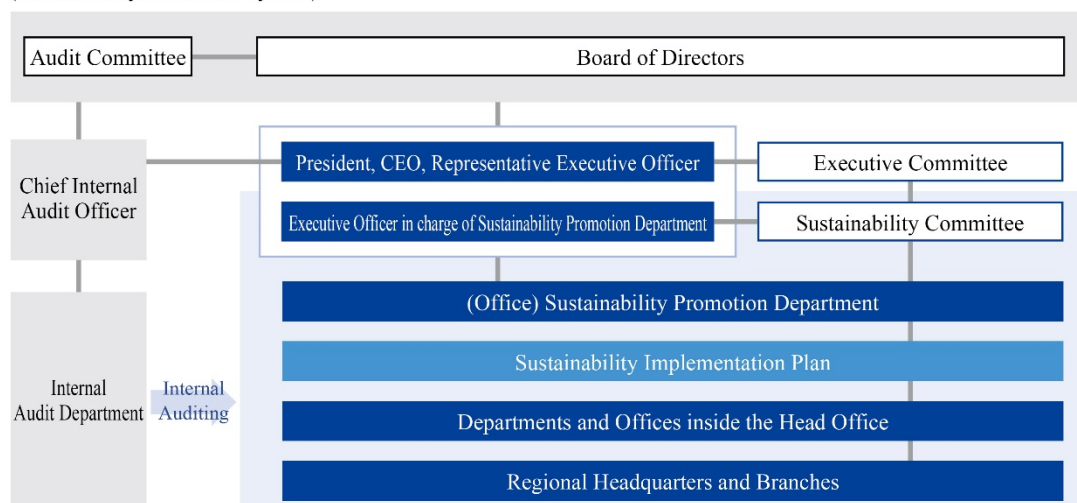 Audit Committee
Board of Directors
President, CEO, Representative Executive Officer
Executive Committee
Chief Internal
Audit Officer
Executive Officer in charge of Sustainability Promotion Department
Sustainability Committee
(Office) Sustainability Promotion Department
Sustainability Implementation Plan
Internal
Audit Department
Internal
Auditing
Departments and Offices inside the Head Office
Regional Headquarters and Branches